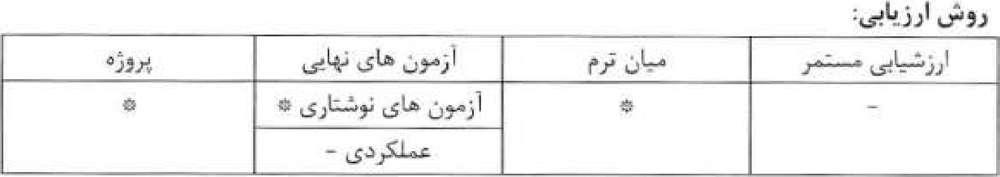 روش ارزیابی:
ارزشیابی مستمر میان ترم آزمون های نهایی پروژه
- * آزمون های نوشتاری * *
عملکردی -